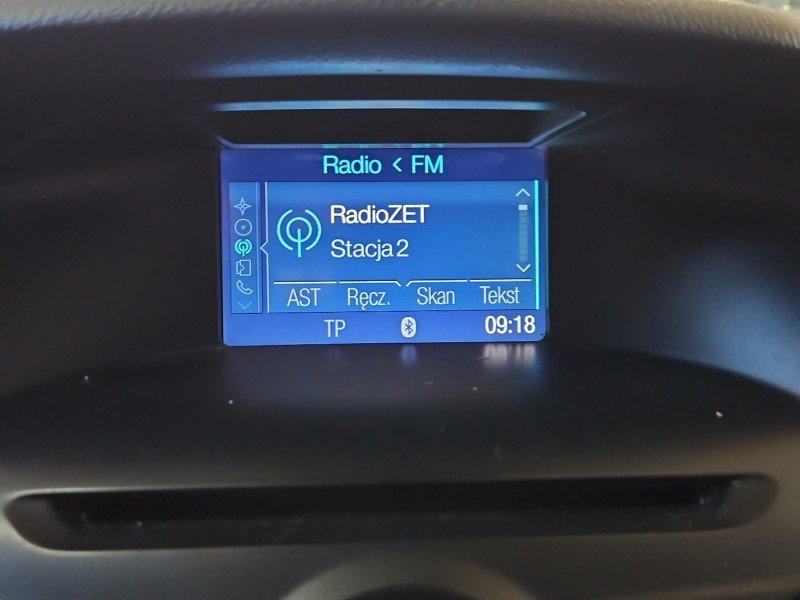 Radio < FM
RadioZET
Stacja 2
AST Ręcz. Skan Tekst
TP 09:18